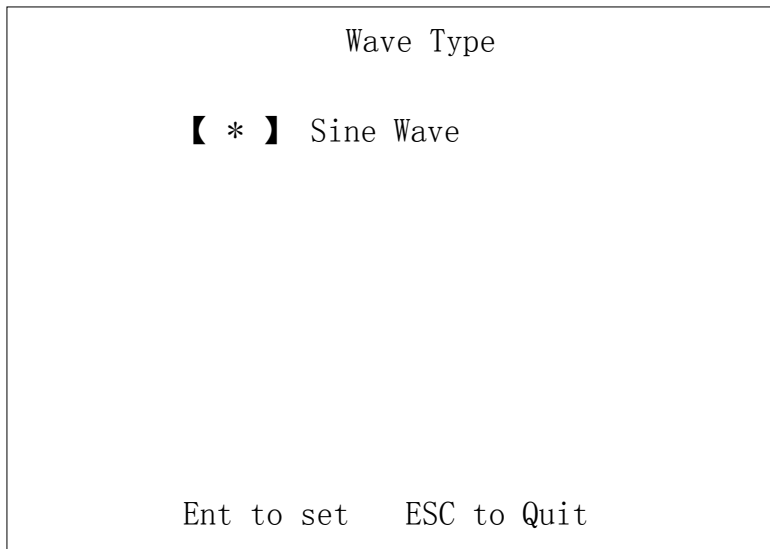 Wave Type
【 * 】 Sine Wave
Ent to set   ESC to Quit